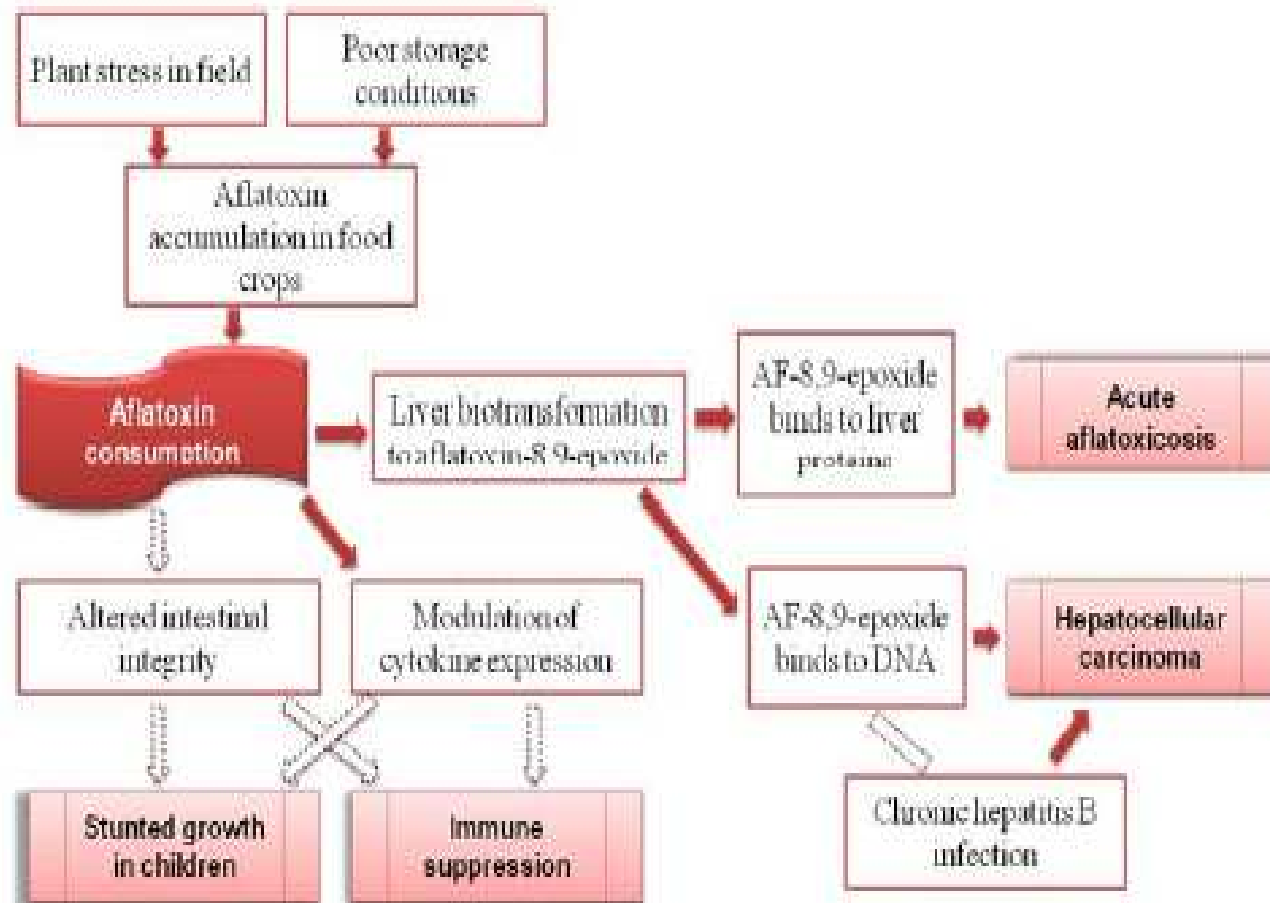 Plant stress in field
Poor storage
conditions
Aflatoxin
accumulation in food
crops
Aflatoxin
consumption
Liver biotransformation
to aflatoxin-8,9-epoxide
AF-8,9-epoxide
binds to liver
proteins
Acute
aflatoxicosis
Altered intestinal
integrity
Modulation of
cytokine expression
AF-8,9-epoxide
binds to DNA
Hepatocellular
carcinoma
Stunted growth
in children
Immune
suppression
Chronic hepatitis B
infection